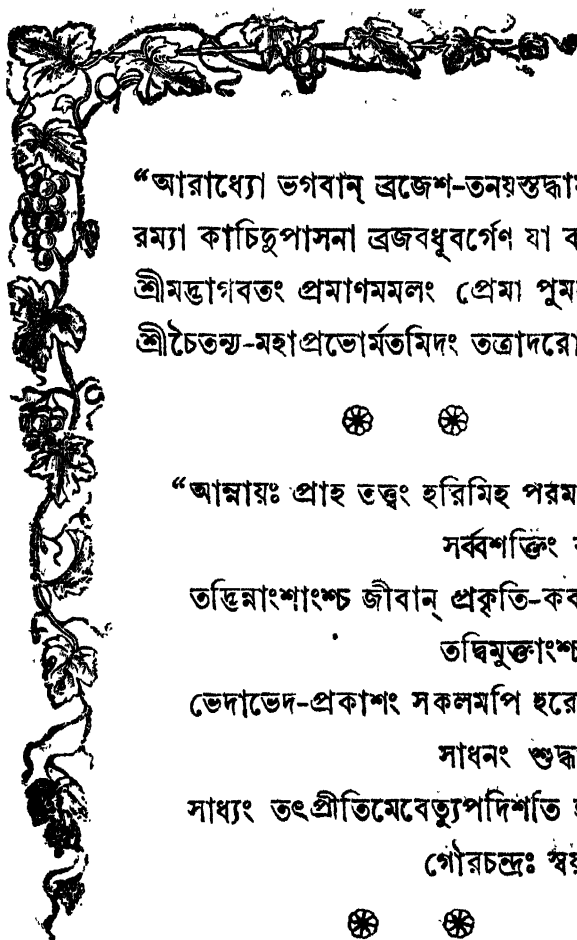 “আরাধ্যো ভগবান্ ব্রজেশ-তনয়স্তদ্ধা
রম্যা কাচিদুপাসনা ব্রজবধূবর্গেণ যা
শ্রীমদ্ভাগবতং প্রমাণমমলং প্রেমা পুম
শ্রীচৈতন্য-মহাপ্রভোর্মতমিদং তত্রাদরো
“আম্নায়ঃ প্রাহ তত্ত্বং হরিমিহ পরম
সর্ব্বশক্তিং
তদ্ভিন্নাংশাংশ্চ জীবান্ প্রকৃতি-কব
তদ্বিমুক্তাংশ্চ
ভেদাভেদ-প্রকাশং সকলমপি হরে
সাধনং শুদ্ধ
সাধ্যং তৎপ্রীতিমেবেত্যুপদিশতি
গৌরচন্দ্রঃ স্বয়